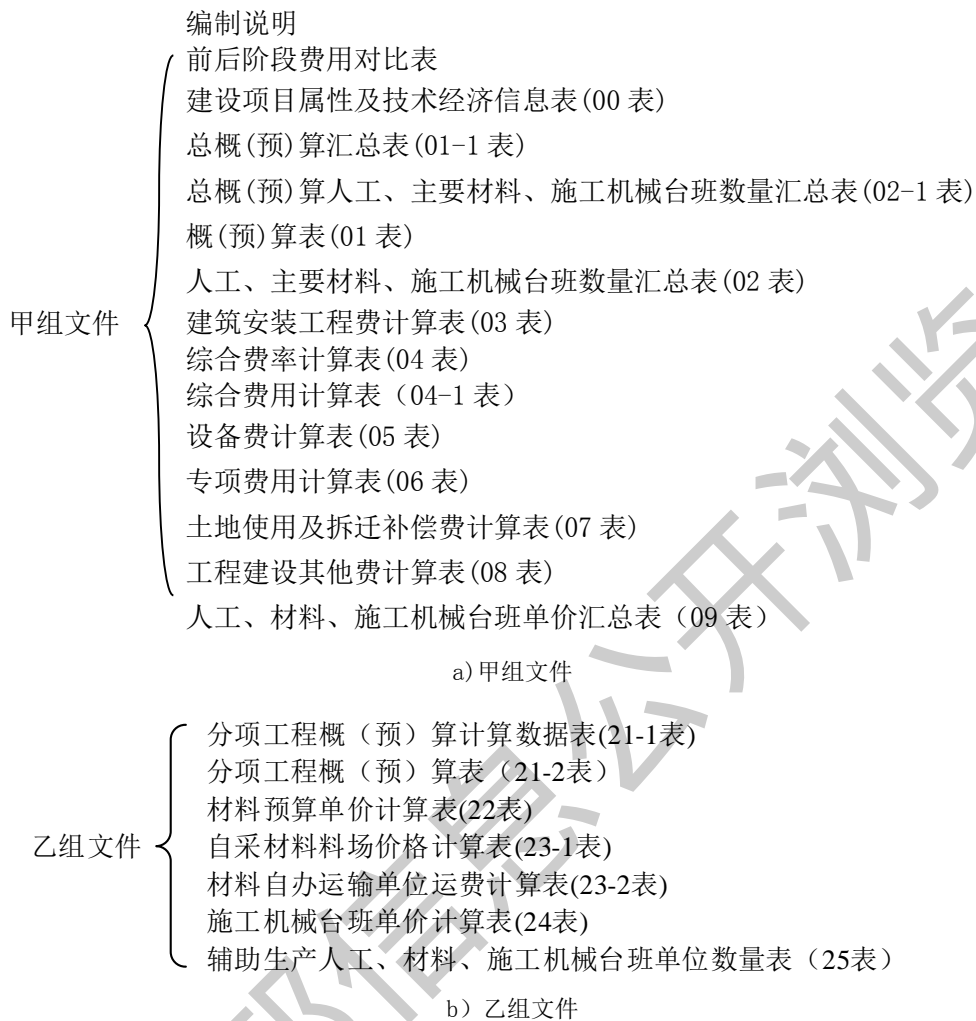 编制说明
前后阶段费用对比表
建设项目属性及技术经济信息表(00 表)
总概(预)算汇总表(01-1 表)
总概(预)算人工、主要材料、施工机械台班数量汇总表(02-1 表)
概(预)算表(01 表)
人工、主要材料、施工机械台班数量汇总表(02 表)
甲组文件
建筑安装工程费计算表(03 表)
综合费率计算表(04 表)
综合费用计算表（04-1 表）
设备费计算表(05 表)
专项费用计算表(06 表)
土地使用及拆迁补偿费计算表(07 表)
工程建设其他费计算表(08 表)
人工、材料、施工机械台班单价汇总表（09 表）
a)甲组文件
分项工程概（预）算计算数据表(21-1表)
分项工程概（预）算表（21-2表）
材料预算单价计算表(22表)
乙组文件
自采材料料场价格计算表(23-1表)
材料自办运输单位运费计算表(23-2表)
施工机械台班单价计算表(24表)
辅助生产人工、材料、施工机械台班单位数量表（25表）
b）乙组文件
部信息公开浏览